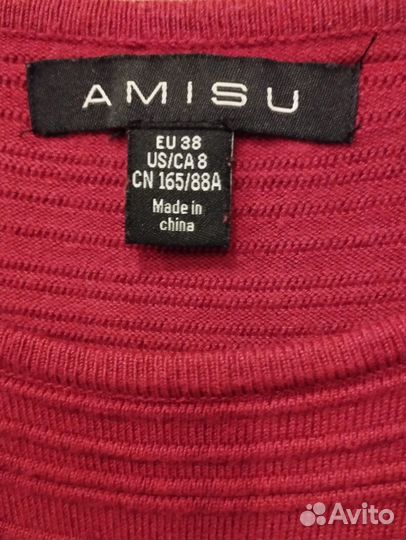 AMISU
EU 38
US/CA 8
CN 165/88A
Made in
china
Avito